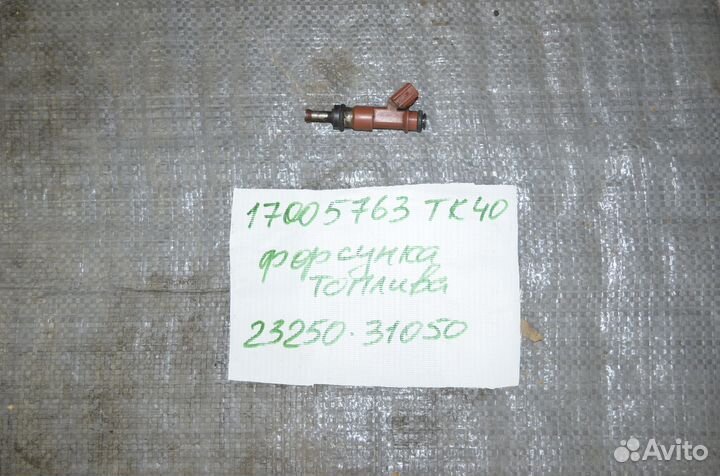 17005763 TK40
форсунка
топлива
23250-31050
Avito